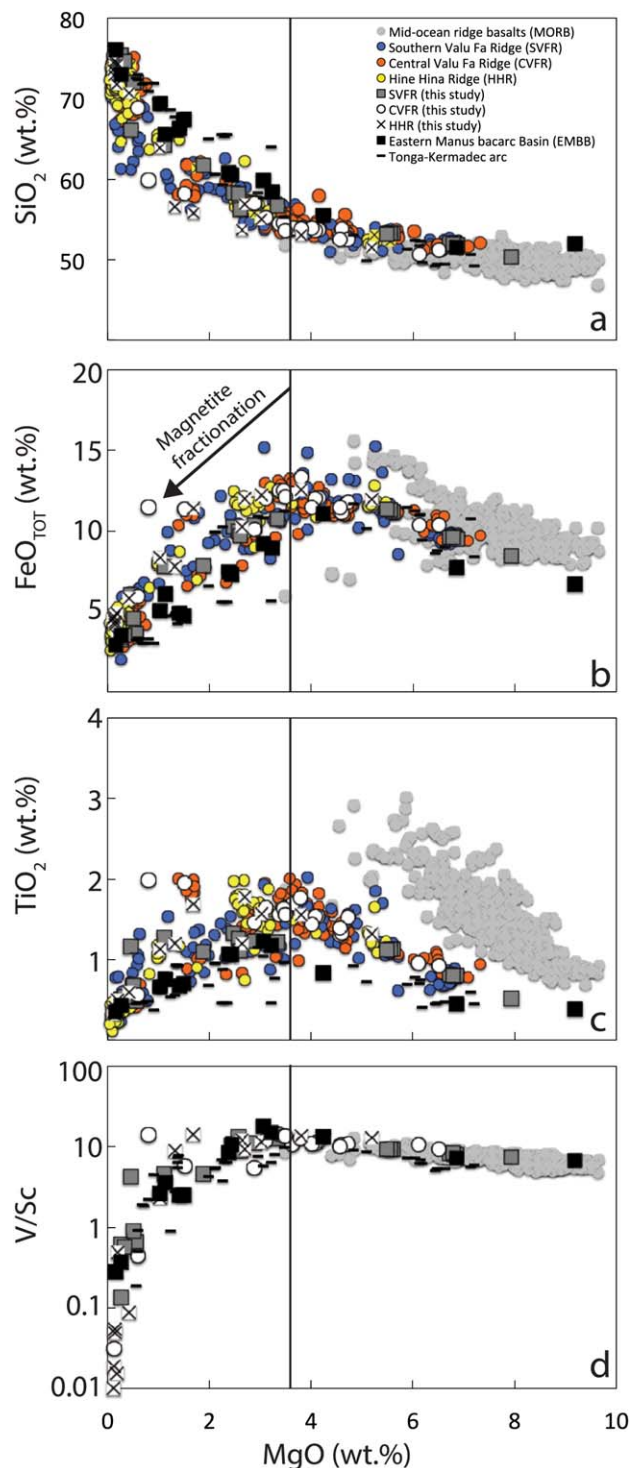 80
Mid-ocean ridge basalts (MORB)
Southern Valu Fa Ridge (SVFR)
Central Valu Fa Ridge (CVFR)
Hine Hina Ridge (HHR)
SVFR (this study)
CVFR (this study)
HHR (this study)
Eastern Manus bacarc Basin (EMBB)
Tonga-Kermadec arc
70
60
50
SiO2 (wt.%)
a
20
15
10
5
FeOTOT (wt.%)
Magnetite
fractionation
b
4
3
2
1
TiO2 (wt.%)
c
100
10
1
0.1
0.01
V/Sc
d
0 2 4 6 8 10
MgO (wt.%)